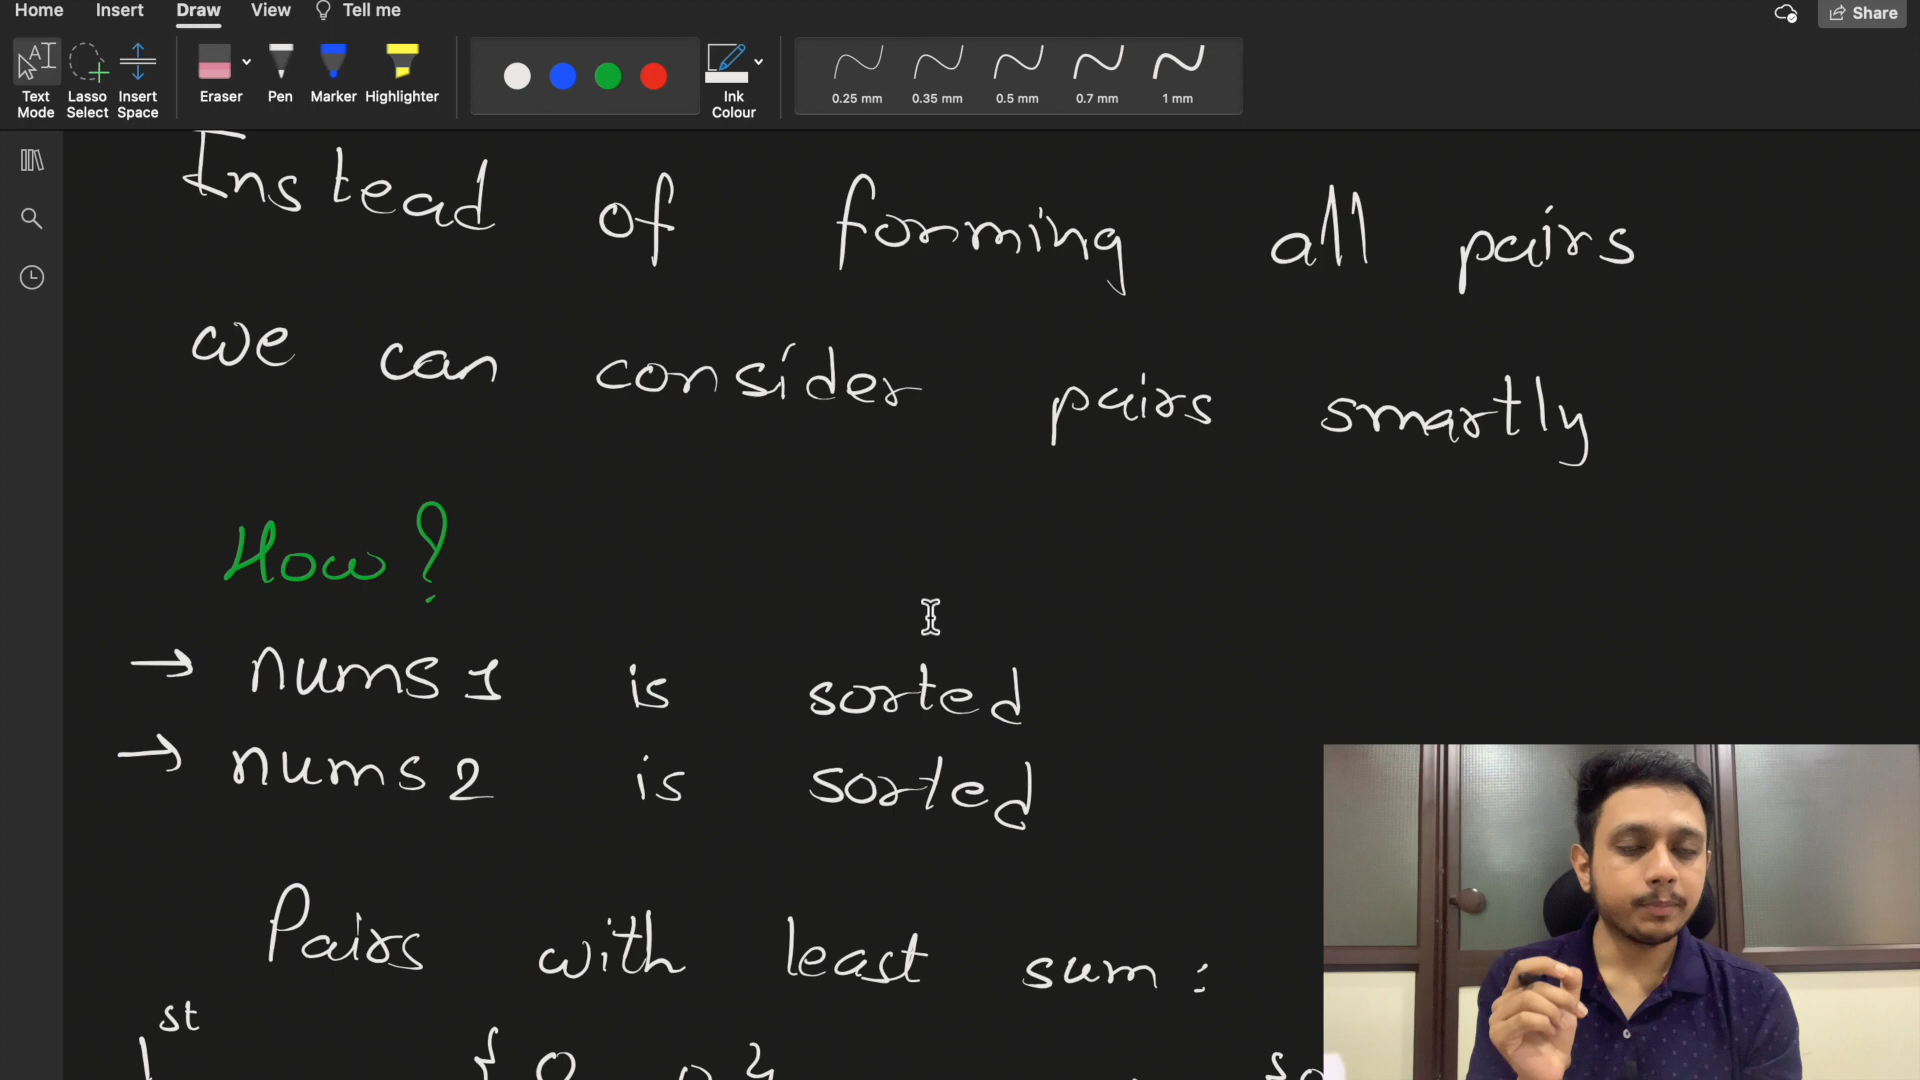 Home Insert Draw View Tell me
Share
Text Mode
Lasso Select
Insert Space
Eraser
Pen
Marker
Highlighter
Ink Colour
0.25 mm
0.35 mm
0.5 mm
0.7 mm
1 mm
Instead of forming all pairs
we can consider pairs smartly
How?
→ nums1 is sorted
→ nums2 is sorted
Pairs with least sum:
1st